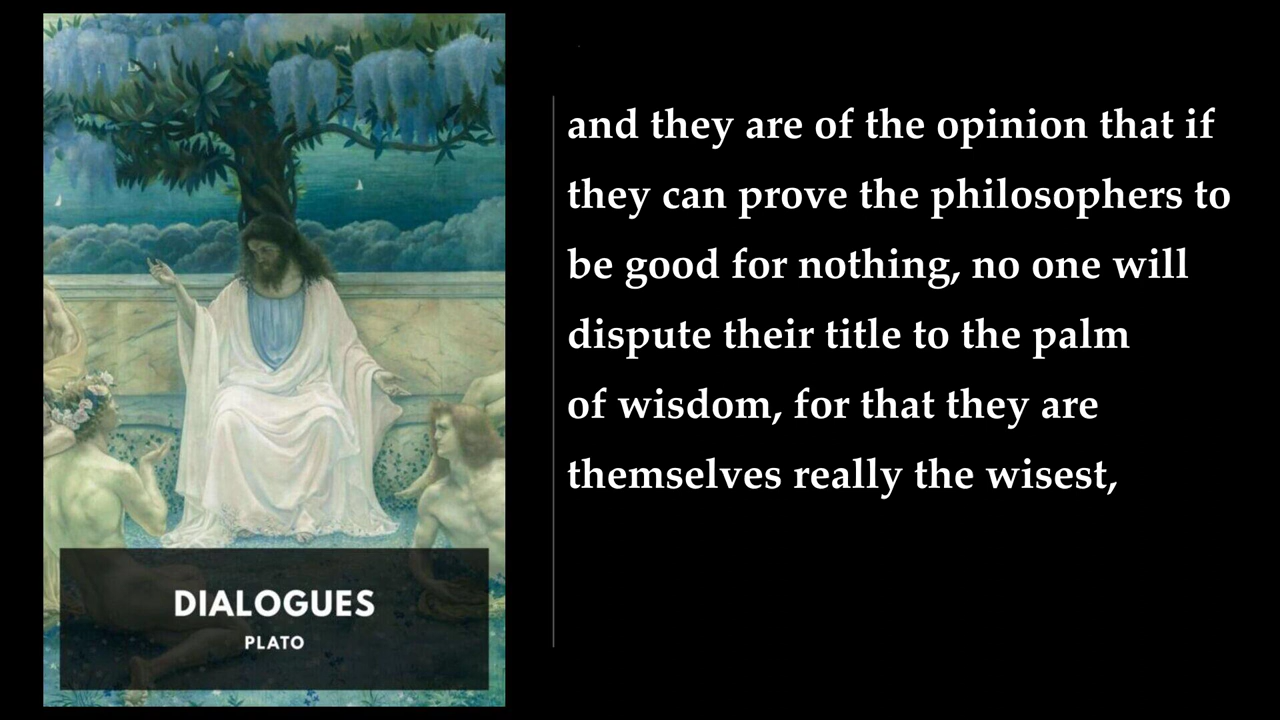 and they are of the opinion that if
they can prove the philosophers to
be good for nothing, no one will
dispute their title to the palm
of wisdom, for that they are
themselves really the wisest,
DIALOGUES
PLATO